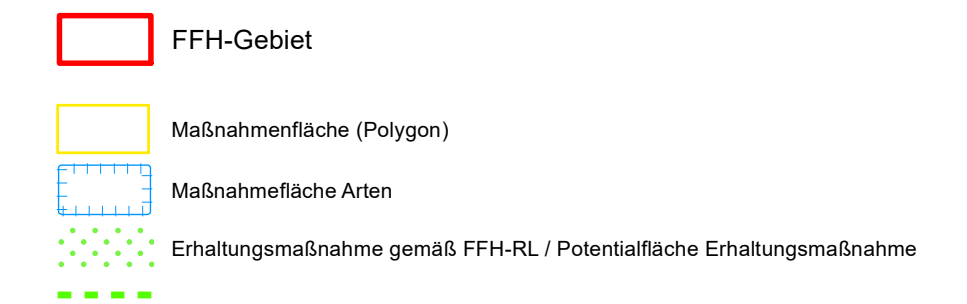 FFH-Gebiet
Maßnahmenfläche (Polygon)
Maßnahmefläche Arten
Erhaltungsmaßnahme gemäß FFH-RL / Potentialfläche Erhaltungsmaßnahme